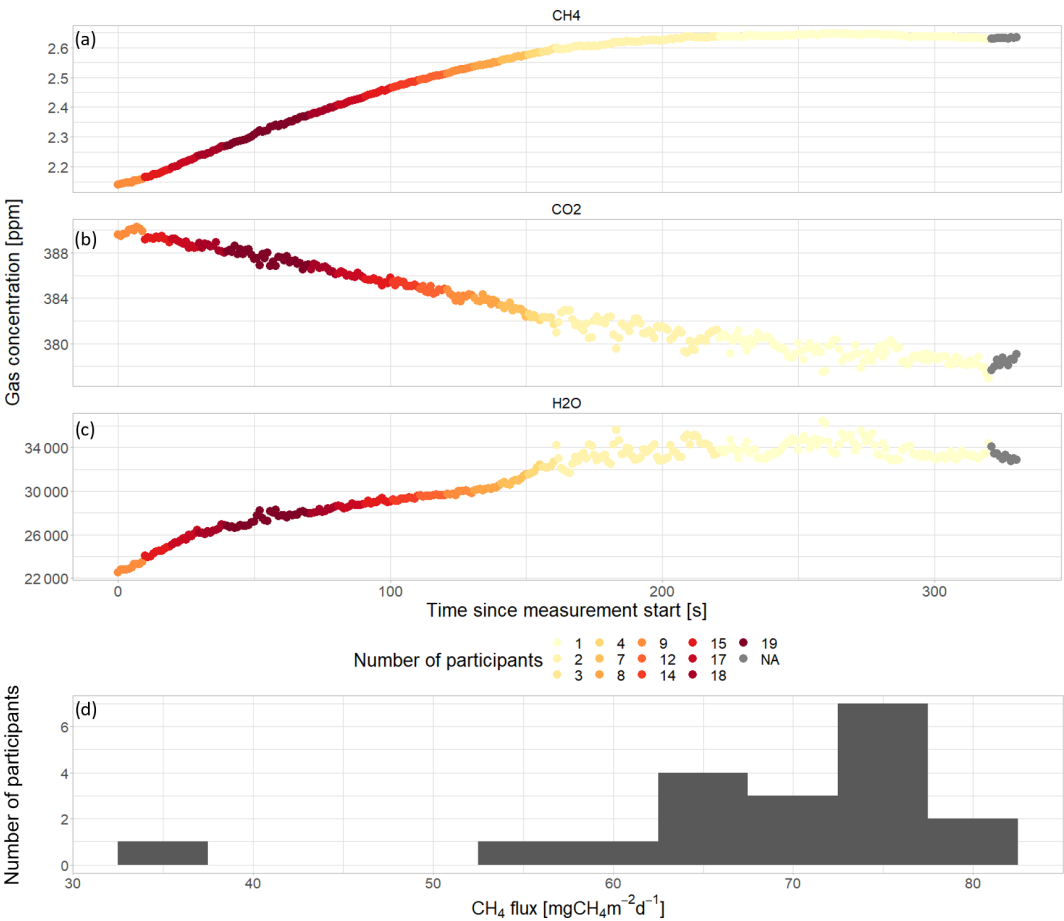 CH4
(a)
2.6
2.5
2.4
2.3
2.2
CO2
(b)
388
384
380
Gas concentration [ppm]
H2O
(c)
34 000
30 000
26 000
22 000
0 100 200 300
Time since measurement start [s]
Number of participants
1 4 9 15 19
2 7 12 17 NA
3 8 14 18
(d)
6
4
2
0
Number of participants
30 40 50 60 70 80
CH₄ flux [mgCH₄m⁻²d⁻¹]